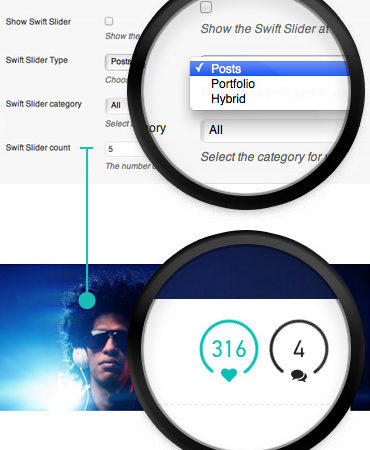 Show Swift Slider
Show the
Show the Swift Slider at
Swift Slider Type
Posts
✓ Posts
Portfolio
Hybrid
Choos
Swift Slider category
All
ory
All
Select
Select the category for
Swift Slider count
5
The number
316
4